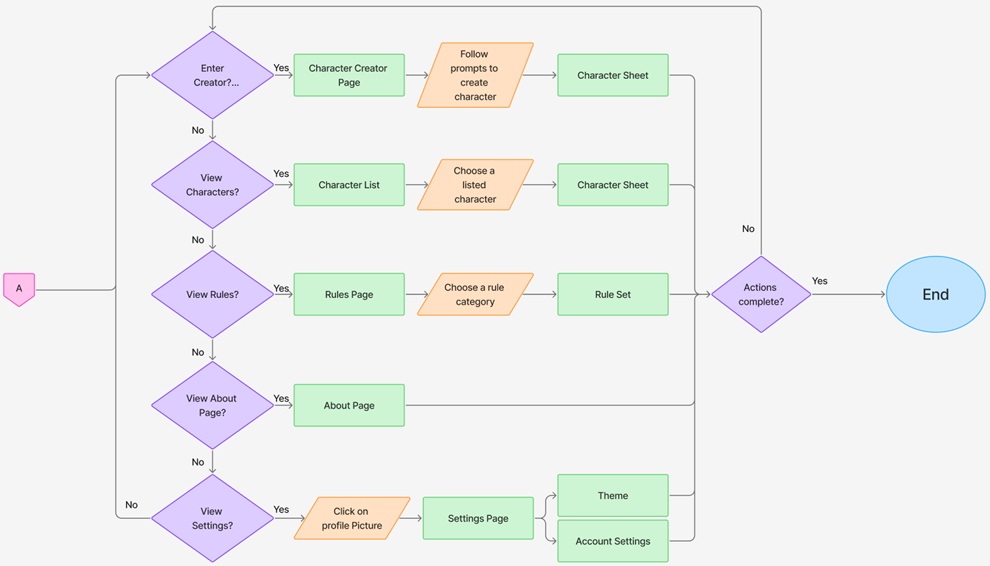 Enter
Creator?...
Yes
Character Creator
Page
Follow
prompts to
create
character
Character Sheet
No
View
Characters?
Yes
Character List
Choose a
listed
character
Character Sheet
No
No
A
View Rules?
Yes
Rules Page
Choose a rule
category
Rule Set
Actions
complete?
Yes
End
No
View About
Page?
Yes
About Page
No
No
View
Settings?
Yes
Click on
profile Picture
Settings Page
Theme
Account Settings